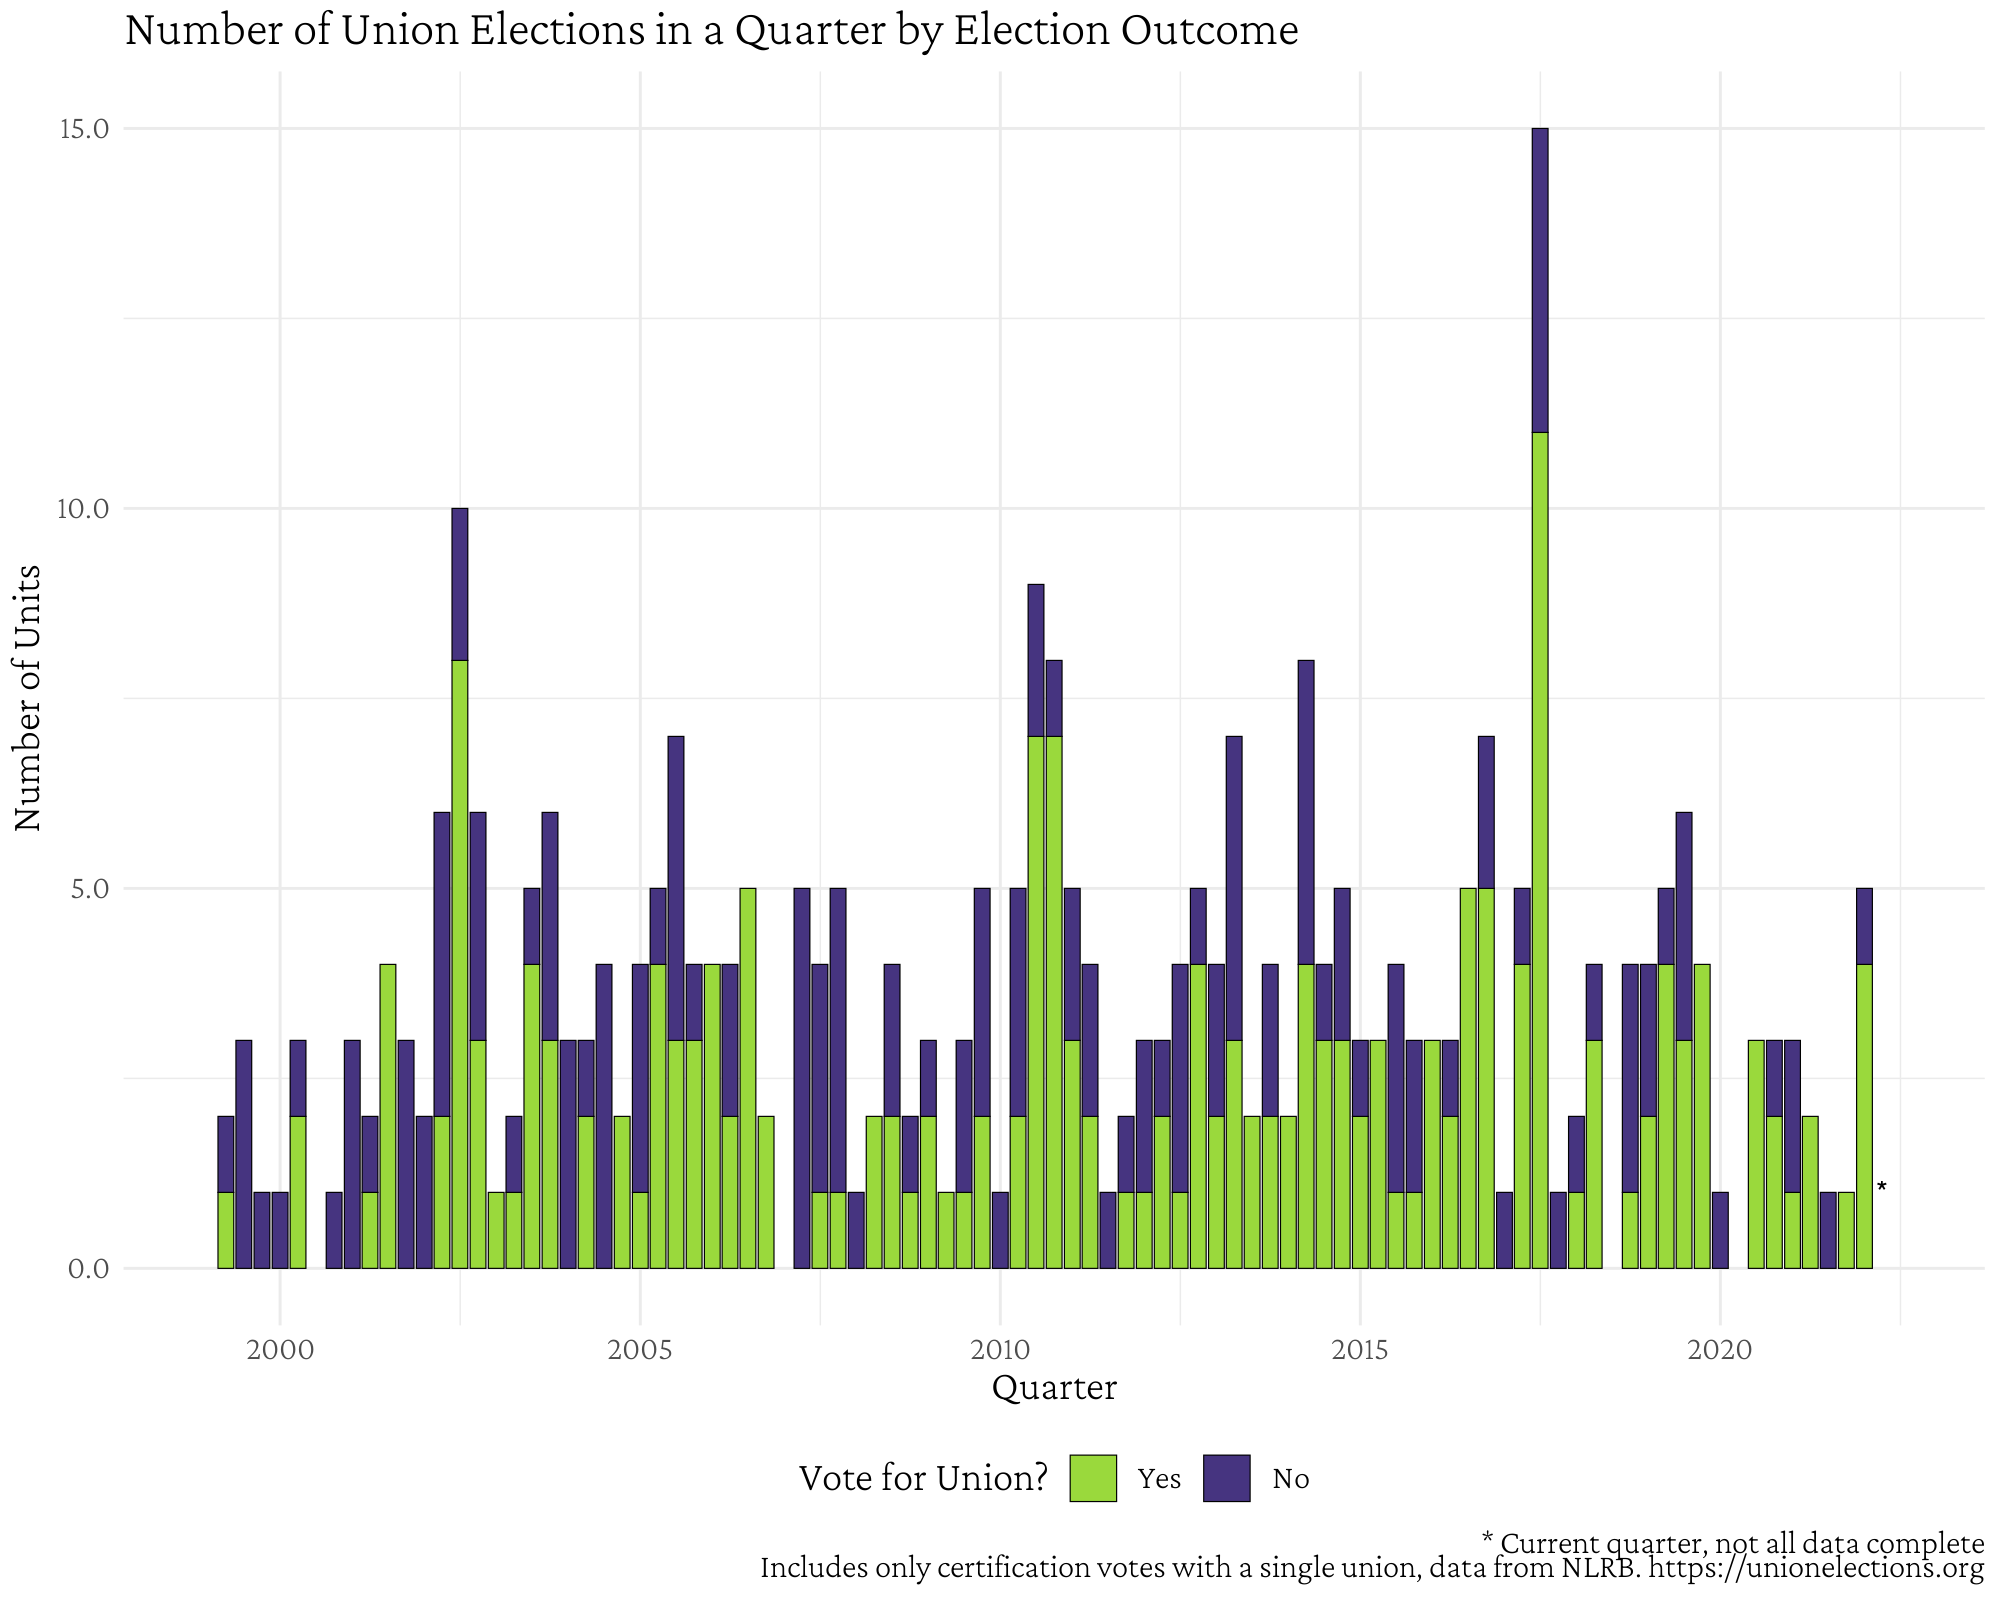 Number of Union Elections in a Quarter by Election Outcome
15.0
10.0
5.0
0.0
Number of Units
2000 2005 2010 2015 2020
*
Quarter
Vote for Union? Yes No
* Current quarter, not all data complete
Includes only certification votes with a single union, data from NLRB. https://unionelections.org